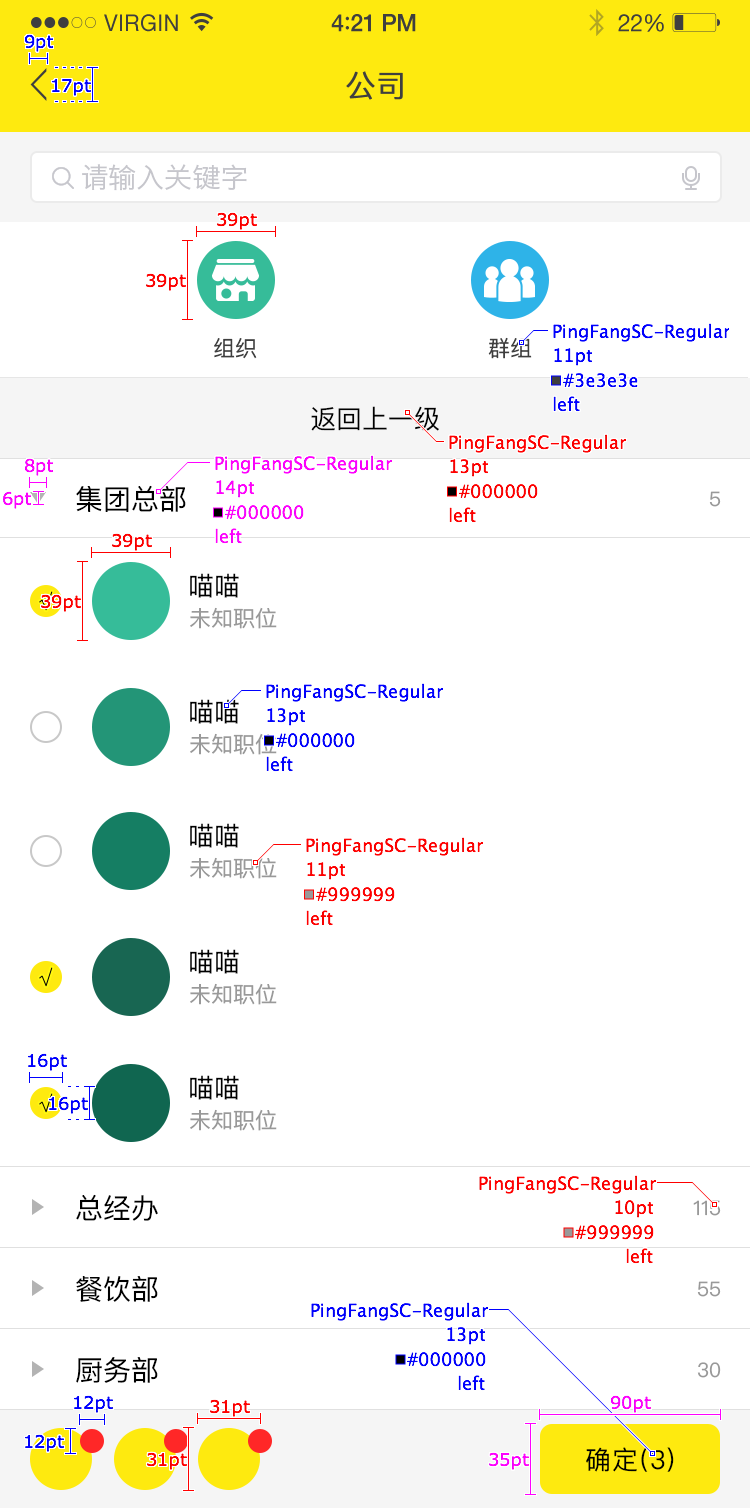 VIRGIN
4:21 PM
22%
9pt
17pt
公司
请输入关键字
39pt
39pt
组织
群组
PingFangSC-Regular
11pt
#3e3e3e
left
返回上一级
PingFangSC-Regular
13pt
#000000
left
8pt
6pt
集团总部
PingFangSC-Regular
14pt
#000000
left
5
39pt
39pt
喵喵
未知职位
喵喵
未知职位
PingFangSC-Regular
13pt
#000000
left
喵喵
未知职位
PingFangSC-Regular
11pt
#999999
left
√
喵喵
未知职位
16pt
16pt
√
喵喵
未知职位
总经办
115
PingFangSC-Regular
10pt
#999999
left
餐饮部
55
PingFangSC-Regular
13pt
#000000
left
厨务部
30
12pt
12pt
31pt
31pt
90pt
35pt
确定(3)